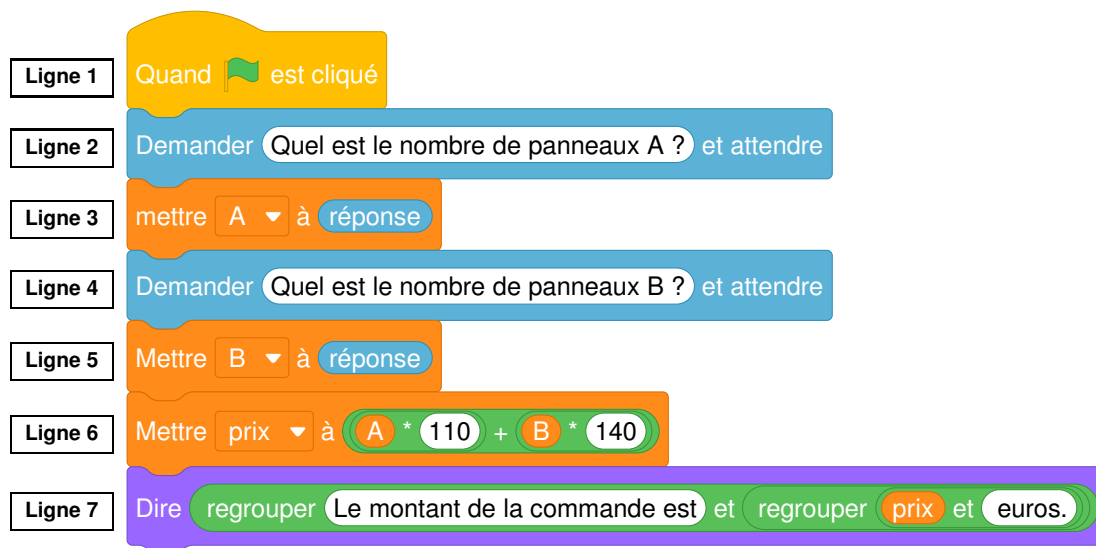 Ligne 1 Quand est cliqué
Ligne 2 Demander Quel est le nombre de panneaux A ? et attendre
Ligne 3 mettre A à réponse
Ligne 4 Demander Quel est le nombre de panneaux B ? et attendre
Ligne 5 Mettre B à réponse
Ligne 6 Mettre prix à A * 110 + B * 140
Ligne 7 Dire regrouper Le montant de la commande est et regrouper prix et euros.